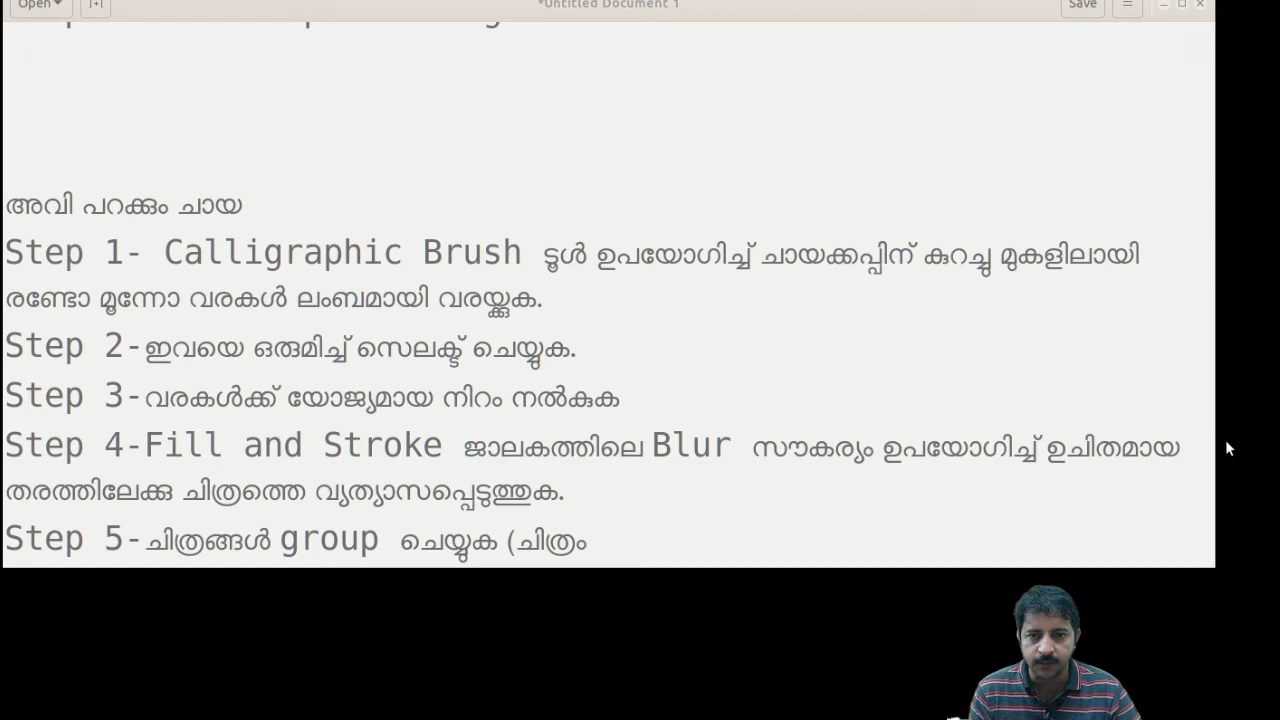 Open
*Untitled Document 1
Save
അവി പറക്കും ചായ
Step 1- Calligraphic Brush ടൂൾ ഉപയോഗിച്ച് ചായക്കപ്പിന് കുറച്ചു മുകളിലായി
രണ്ടോ മൂന്നോ വരകൾ ലംബമായി വരയ്ക്കുക.
Step 2-ഇവയെ ഒരുമിച്ച് സെലക്ട് ചെയ്യുക.
Step 3-വരകൾക്ക് യോജ്യമായ നിറം നൽകുക
Step 4-Fill and Stroke ജാലകത്തിലെ Blur സൗകര്യം ഉപയോഗിച്ച് ഉചിതമായ
തരത്തിലേക്കു ചിത്രത്തെ വ്യത്യാസപ്പെടുത്തുക.
Step 5-ചിത്രങ്ങൾ group ചെയ്യുക (ചിത്രം